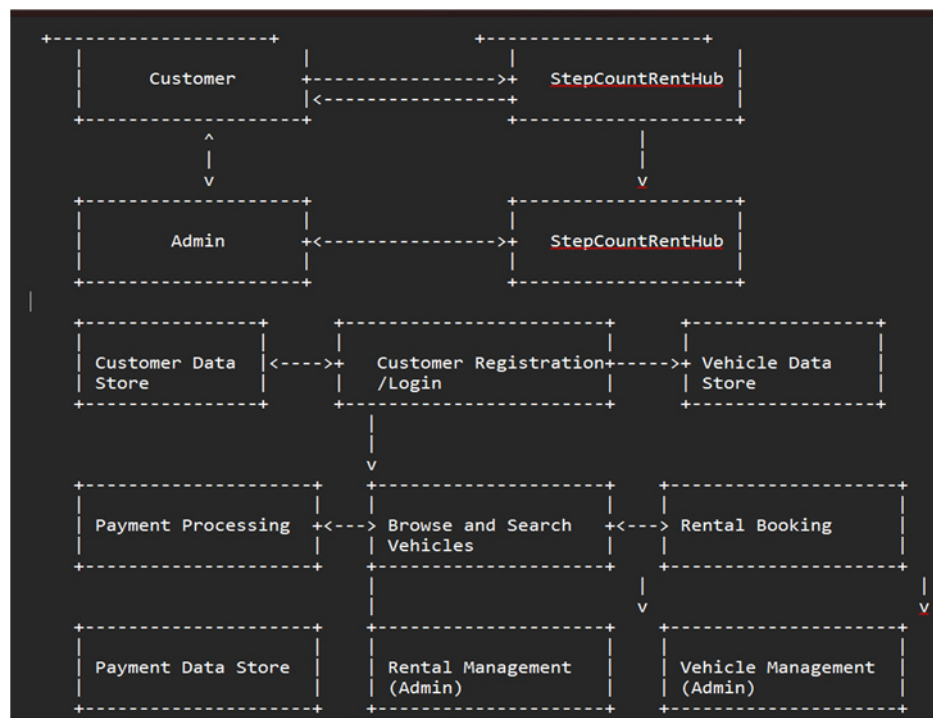 Customer StepCountRentHub
Admin StepCountRentHub
Customer Data Customer Registration Vehicle Data
Store /Login Store
Payment Processing Browse and Search Rental Booking
Vehicles
Payment Data Store Rental Management Vehicle Management
(Admin) (Admin)